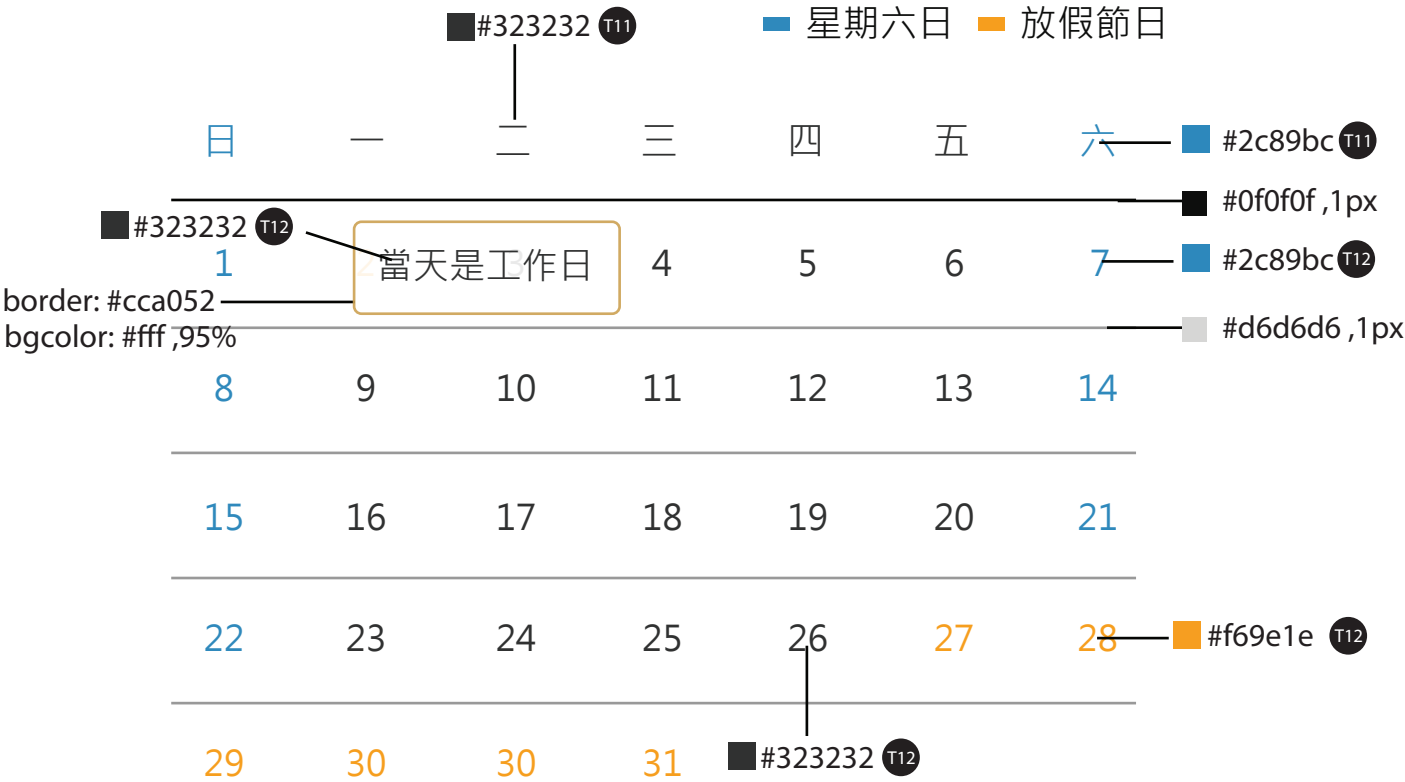 #323232 T11
星期六日 放假節日
日 一 二 三 四 五 六
#2c89bc T11
#0f0f0f ,1px
#323232 T12
1 2 當天是工作日 3 4 5 6 7
#2c89bc T12
border: #cca052
bgcolor: #fff ,95%
#d6d6d6 ,1px
8 9 10 11 12 13 14
15 16 17 18 19 20 21
22 23 24 25 26 27 28
#f69e1e T12
29 30 30 31
#323232 T12